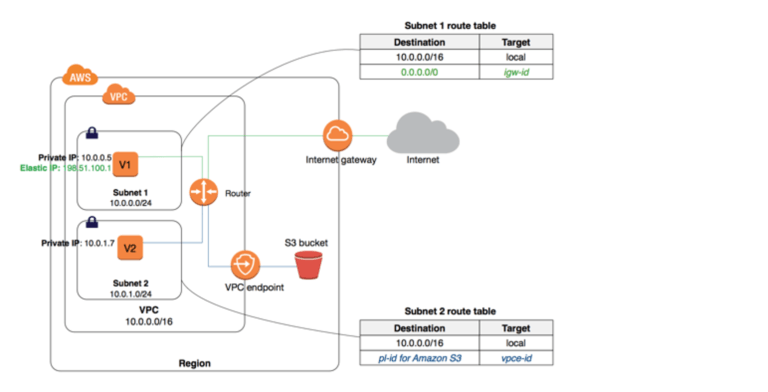 Subnet 1 route table
Destination Target
10.0.0.0/16 local
0.0.0.0/0 igw-id
AWS
VPC
Private IP: 10.0.0.5
Elastic IP: 198.51.100.1
V1
Subnet 1
10.0.0.0/24
Internet gateway
Internet
Router
Private IP: 10.0.1.7
V2
Subnet 2
10.0.1.0/24
S3 bucket
VPC endpoint
VPC
10.0.0.0/16
Region
Subnet 2 route table
Destination Target
10.0.0.0/16 local
pl-id for Amazon S3 vpce-id